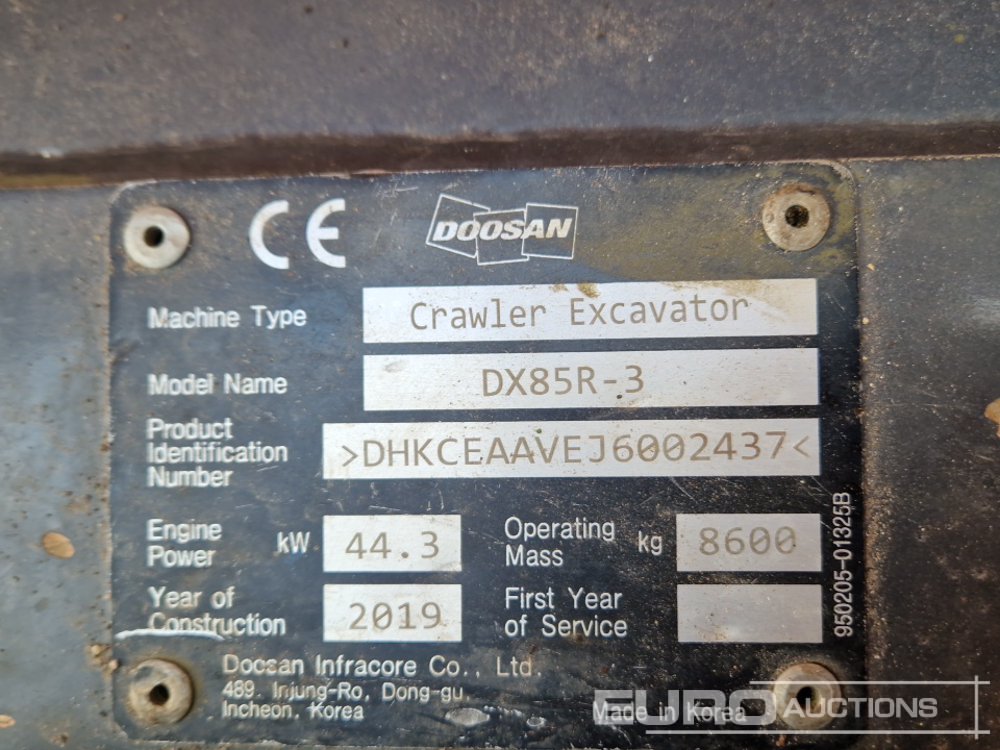 CE DOOSAN
Machine Type Crawler Excavator
Model Name DX85R-3
Product
Identification >DHKCEAAVEJ6002437<
Number
Engine Operating
Power kW 44.3 Mass kg 8600
Year of First Year
Construction 2019 of Service
950205-01325B
Doosan Infracore Co., Ltd.
489. Injung-Ro, Dong-gu,
Incheon, Korea
Made in Korea
EURO AUCTIONS